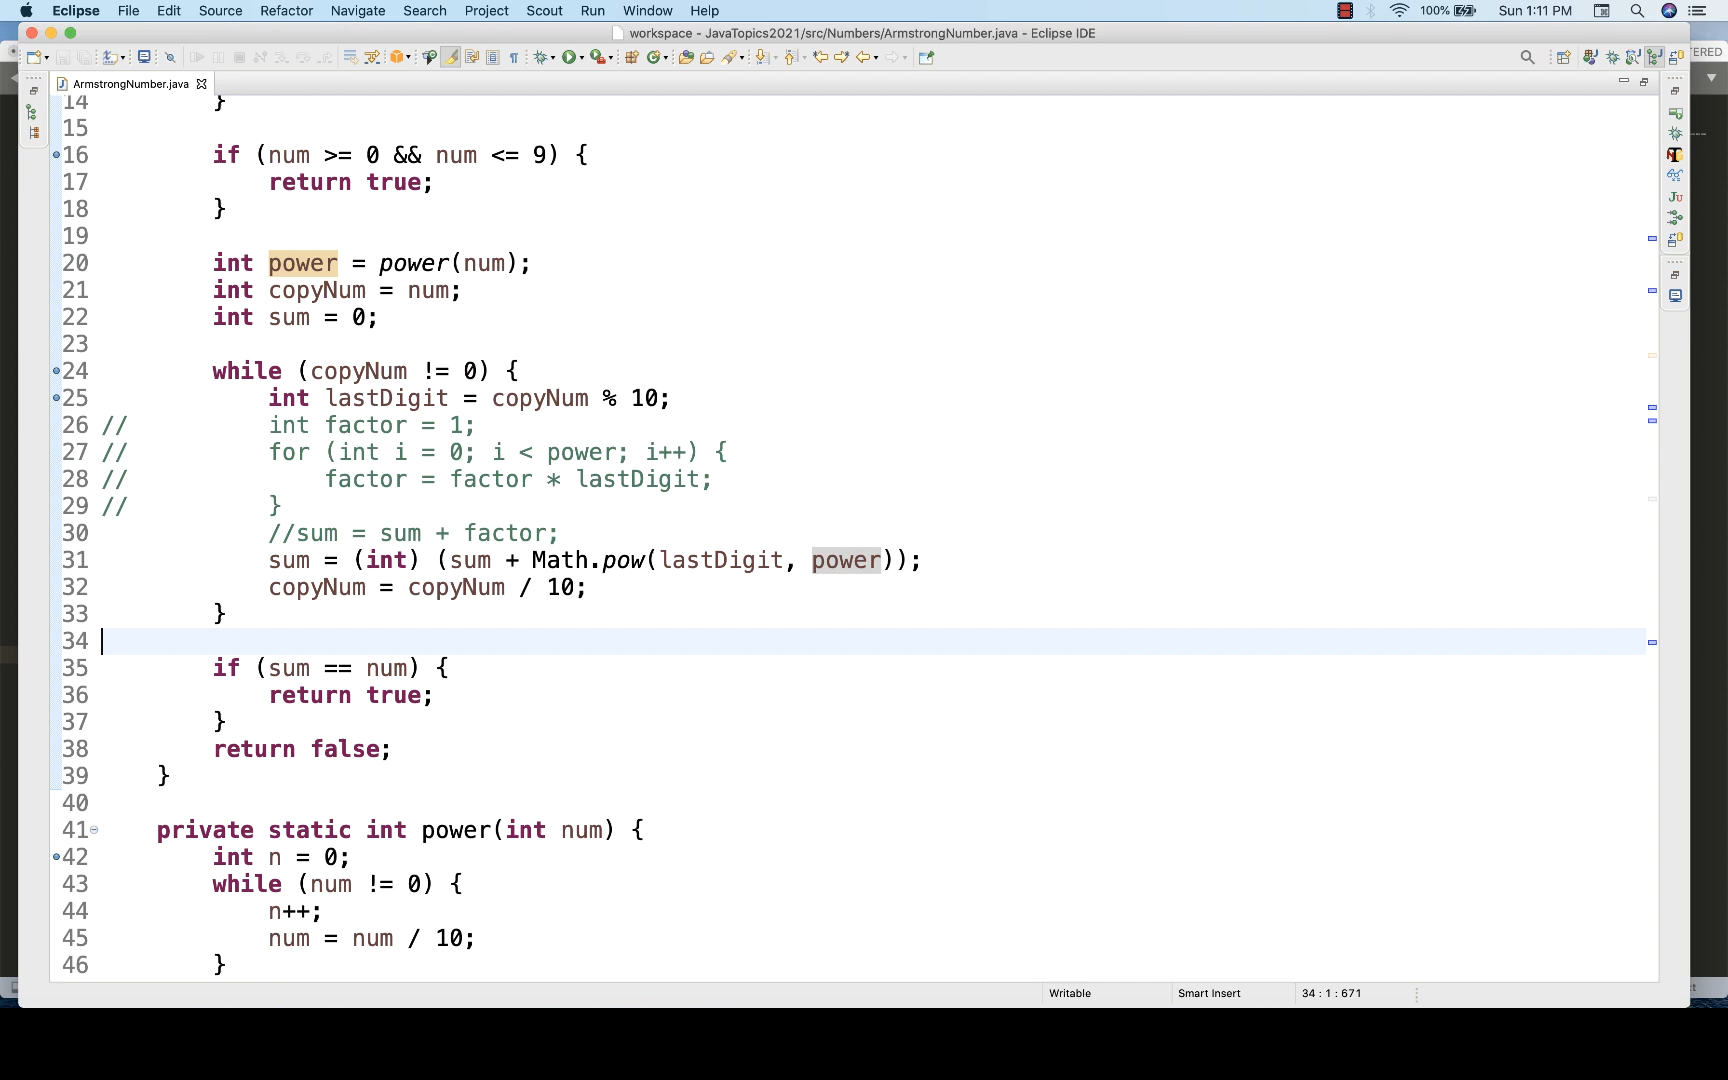 Eclipse File Edit Source Refactor Navigate Search Project Scout Run Window Help 100% Sun 1:11 PM
workspace - JavaTopics2021/src/Numbers/ArmstrongNumber.java - Eclipse IDE
ERED
ArmstrongNumber.java
14 }
15
16 if (num >= 0 && num <= 9) {
17 return true;
18 }
19
20 int power = power(num);
21 int copyNum = num;
22 int sum = 0;
23
24 while (copyNum != 0) {
25 int lastDigit = copyNum % 10;
26 // int factor = 1;
27 // for (int i = 0; i < power; i++) {
28 // factor = factor * lastDigit;
29 // }
30 //sum = sum + factor;
31 sum = (int) (sum + Math.pow(lastDigit, power));
32 copyNum = copyNum / 10;
33 }
34
35 if (sum == num) {
36 return true;
37 }
38 return false;
39 }
40
41 private static int power(int num) {
42 int n = 0;
43 while (num != 0) {
44 n++;
45 num = num / 10;
46 }
Writable Smart Insert 34 : 1 : 671